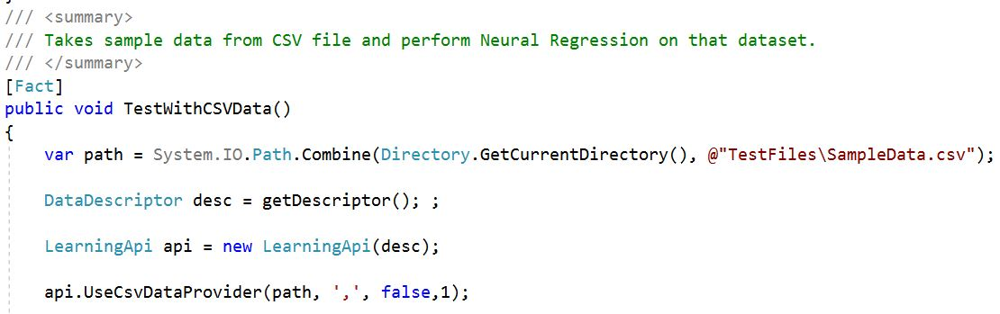 /// <summary>
/// Takes sample data from CSV file and perform Neural Regression on that dataset.
/// </summary>
[Fact]
public void TestWithCSVData()
{
    var path = System.IO.Path.Combine(Directory.GetCurrentDirectory(), @"TestFiles\SampleData.csv");
    DataDescriptor desc = getDescriptor(); ;
    LearningApi api = new LearningApi(desc);
    api.UseCsvDataProvider(path, ',', false,1);